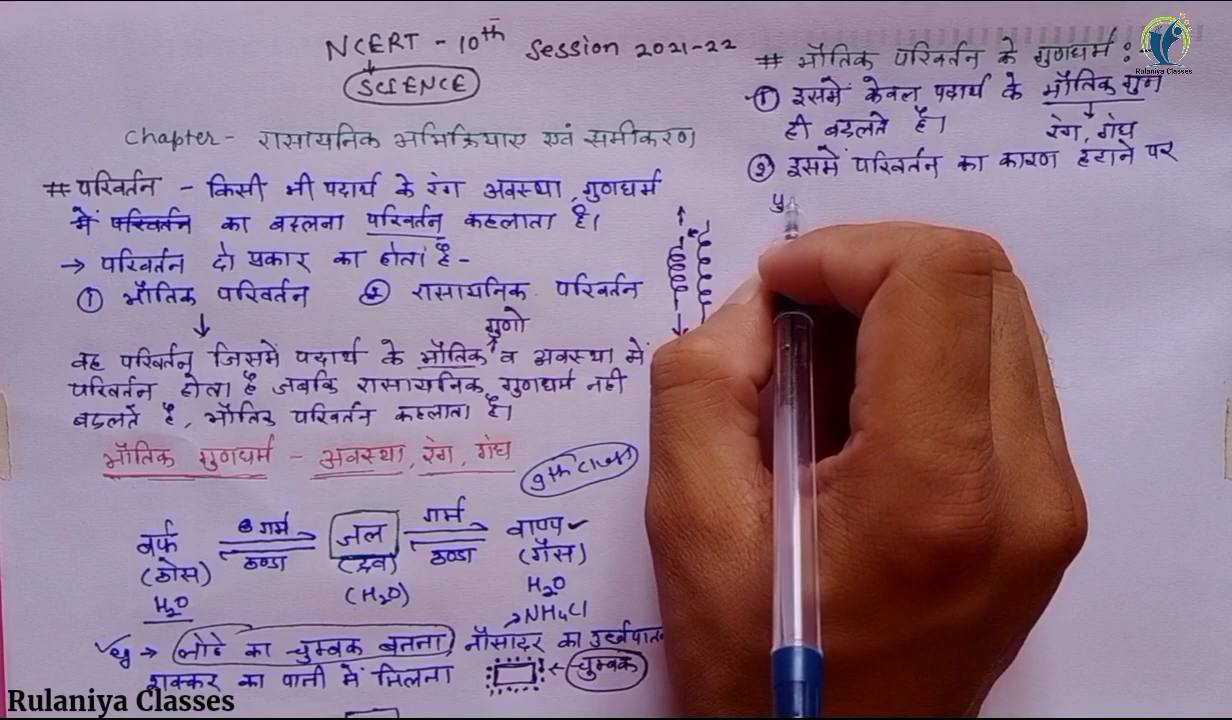 NCERT - 10th Session 2021-22
SCIENCE
Chapter - रासायनिक अभिक्रियाए एवं समीकरण
# परिवर्तन - किसी भी पदार्थ के रंग अवस्था, गुणधर्म
में परिवर्तन का बदलना परिवर्तन कहलाता है।
→ परिवर्तन दो प्रकार का होता है -
① भौतिक परिवर्तन ② रासायनिक परिवर्तन
गुणो
वह परिवर्तन जिसमें पदार्थ के भौतिक व अवस्था में
परिवर्तन होता है जबकि रासायनिक गुणधर्म नही
बदलते है, भौतिक परिवर्तन कहलाता है।
भौतिक गुणधर्म - अवस्था, रंग, गंध
9th class
बर्फ गर्म जल गर्म वाष्प
ठण्डा ठण्डा
(ठोस) (द्रव) (गैस)
H₂O (H₂O) H₂O
NH₄Cl
→ लोहे का चुम्बक बनना, नौसादर का
शक्कर का पानी में मिलना ← चुम्बक
# भौतिक परिवर्तन के गुणधर्म :-
① इसमें केवल पदार्थ के भौतिक गुण
ही बदलते है। रंग, गंध
② इसमें परिवर्तन का कारण हटाने पर
Rulaniya Classes
Rulaniya Classes